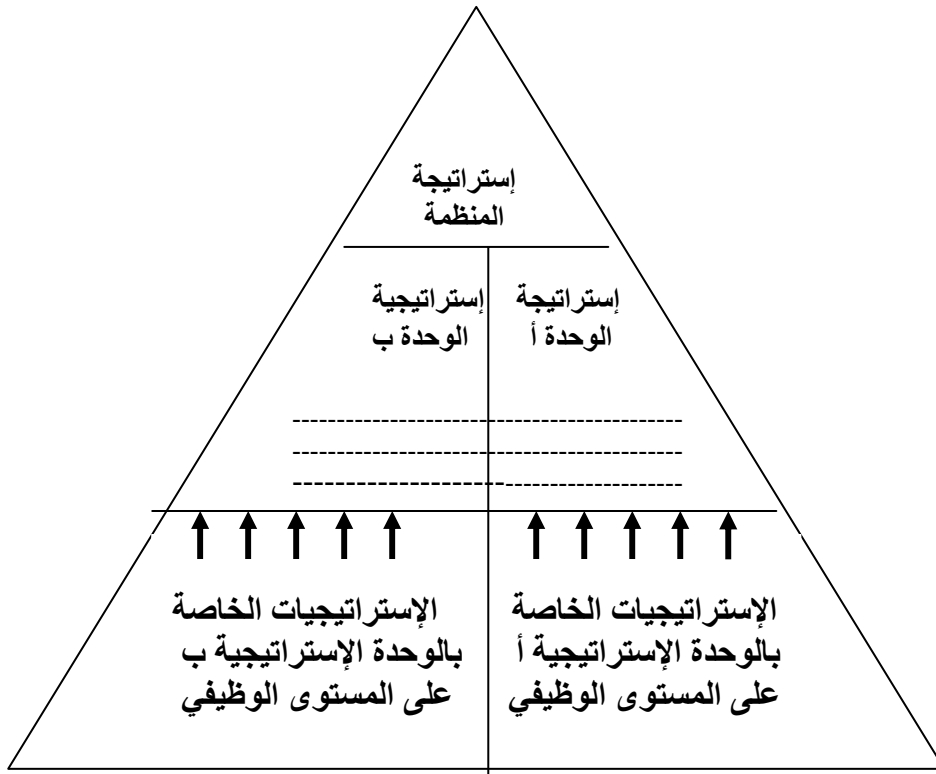 إستراتيجة
المنظمة
إستراتيجة
الوحدة أ
إستراتيجية
الوحدة ب
الإستراتيجيات الخاصة
بالوحدة الإستراتيجية أ
على المستوى الوظيفي
الإستراتيجيات الخاصة
بالوحدة الإستراتيجية ب
على المستوى الوظيفي